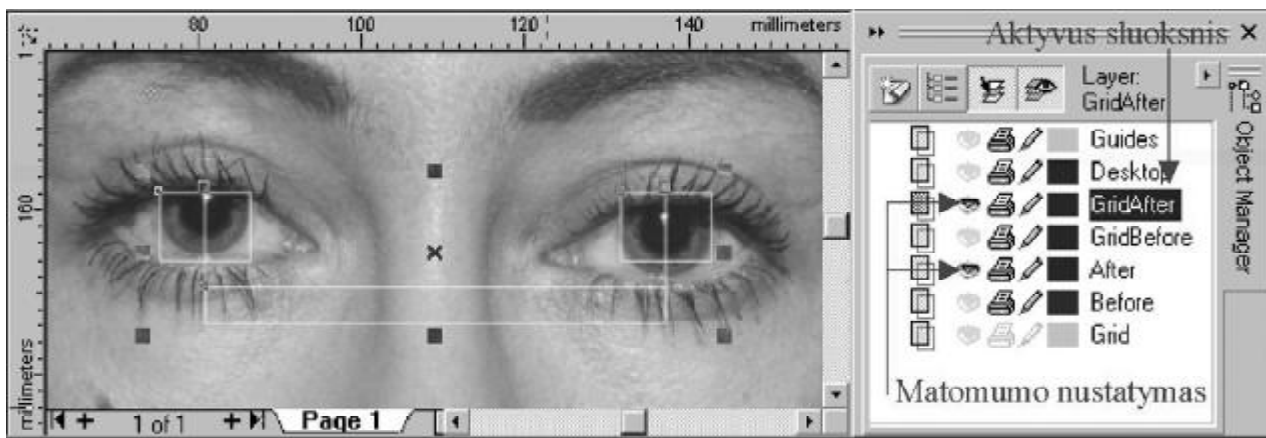 80 100 120 140 millimeters
160
millimeters
1 of 1 Page 1
Aktyvus sluoksnis
Layer:
GridAfter
Guides
Desktop
GridAfter
GridBefore
After
Before
Grid
Matomumo nustatymas
Object Manager